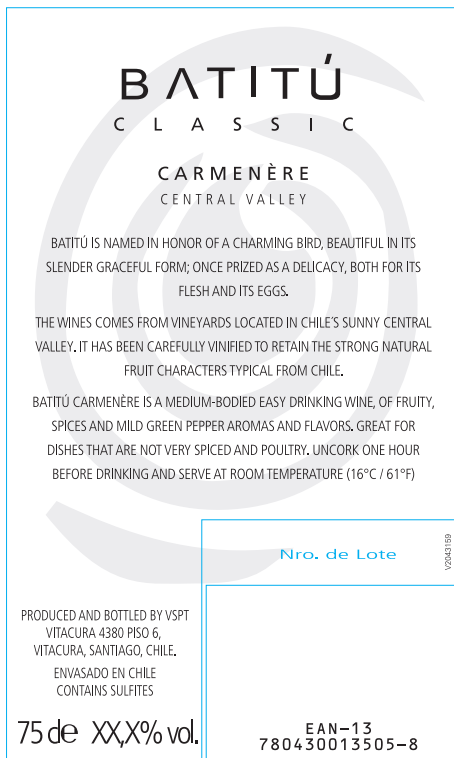 BATITÚ
CLASSIC
CARMENÈRE
CENTRAL VALLEY
BATITÚ IS NAMED IN HONOR OF A CHARMING BIRD, BEAUTIFUL IN ITS
SLENDER GRACEFUL FORM; ONCE PRIZED AS A DELICACY, BOTH FOR ITS
FLESH AND ITS EGGS.
THE WINES COMES FROM VINEYARDS LOCATED IN CHILE'S SUNNY CENTRAL
VALLEY. IT HAS BEEN CAREFULLY VINIFIED TO RETAIN THE STRONG NATURAL
FRUIT CHARACTERS TYPICAL FROM CHILE.
BATITÚ CARMENÈRE IS A MEDIUM-BODIED EASY DRINKING WINE, OF FRUITY,
SPICES AND MILD GREEN PEPPER AROMAS AND FLAVORS. GREAT FOR
DISHES THAT ARE NOT VERY SPICED AND POULTRY. UNCORK ONE HOUR
BEFORE DRINKING AND SERVE AT ROOM TEMPERATURE (16°C / 61°F)
Nro. de Lote
V2043159
PRODUCED AND BOTTLED BY VSPT
VITACURA 4380 PISO 6,
VITACURA, SANTIAGO, CHILE.
ENVASADO EN CHILE
CONTAINS SULFITES
75 de XX,X% vol.
EAN-13
780430013505-8